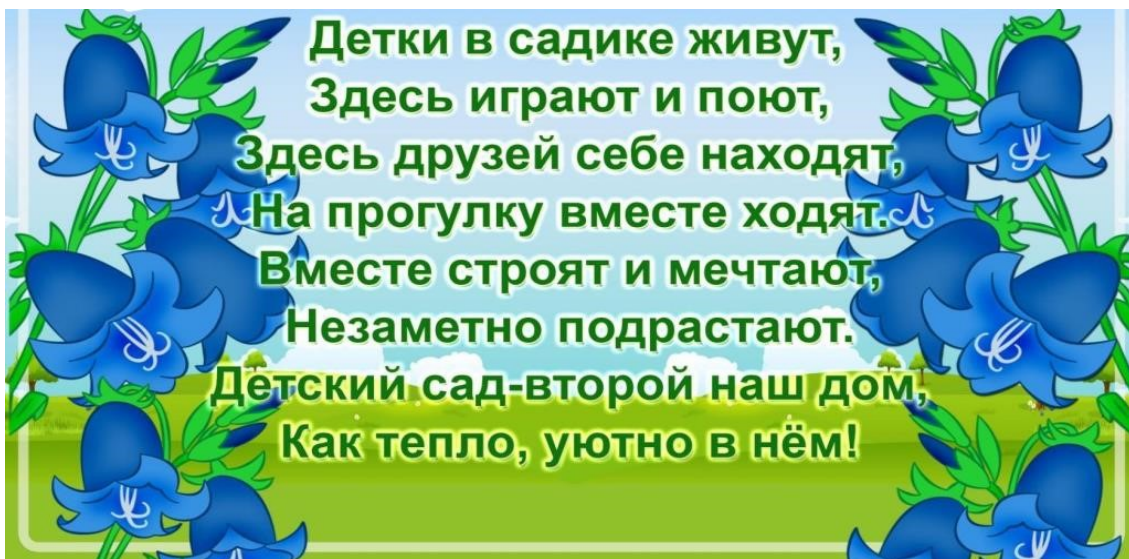 Детки в садике живут,
Здесь играют и поют,
Здесь друзей себе находят,
На прогулку вместе ходят.
Вместе строят и мечтают,
Незаметно подрастают.
Детский сад-второй наш дом,
Как тепло, уютно в нём!